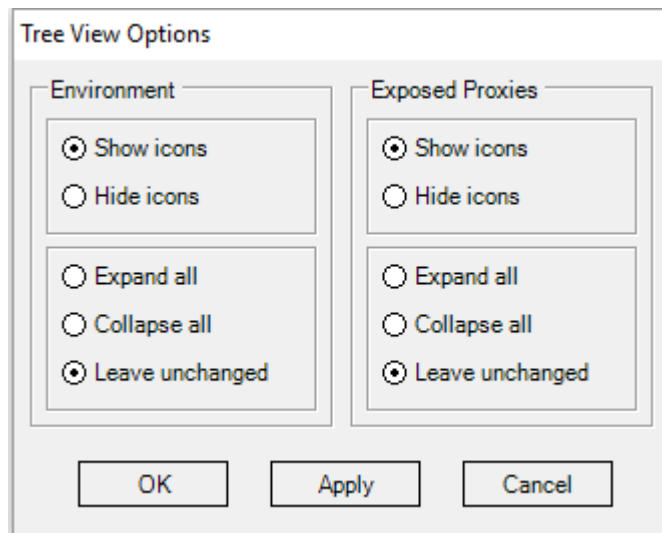 Tree View Options
Environment
Show icons
Hide icons
Expand all
Collapse all
Leave unchanged
Exposed Proxies
Show icons
Hide icons
Expand all
Collapse all
Leave unchanged
OK
Apply
Cancel